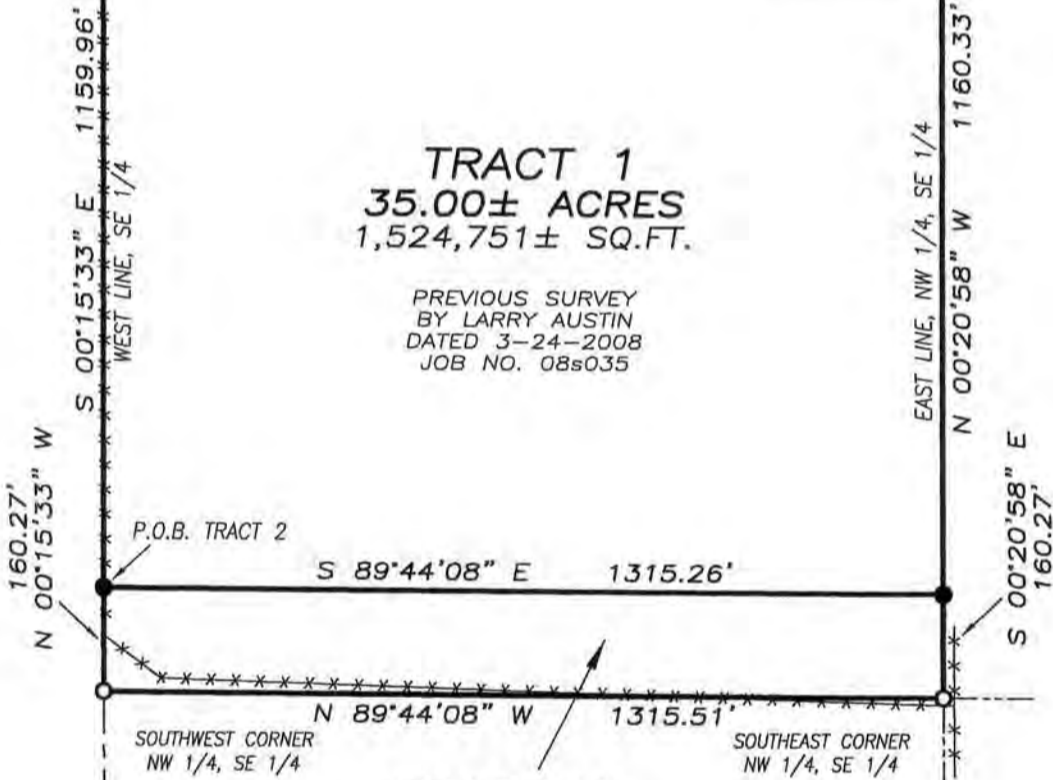 S 00°15'33" E 1159.96'
WEST LINE, SE 1/4
TRACT 1
35.00± ACRES
1,524,751± SQ.FT.
PREVIOUS SURVEY
BY LARRY AUSTIN
DATED 3-24-2008
JOB NO. 08s035
EAST LINE, NW 1/4, SE 1/4
N 00°20'58" W 1160.33'
160.27'
N 00°15'33" W
P.O.B. TRACT 2
S 89°44'08" E 1315.26'
S 00°20'58" E
160.27'
N 89°44'08" W 1315.51'
SOUTHWEST CORNER
NW 1/4, SE 1/4
SOUTHEAST CORNER
NW 1/4, SE 1/4